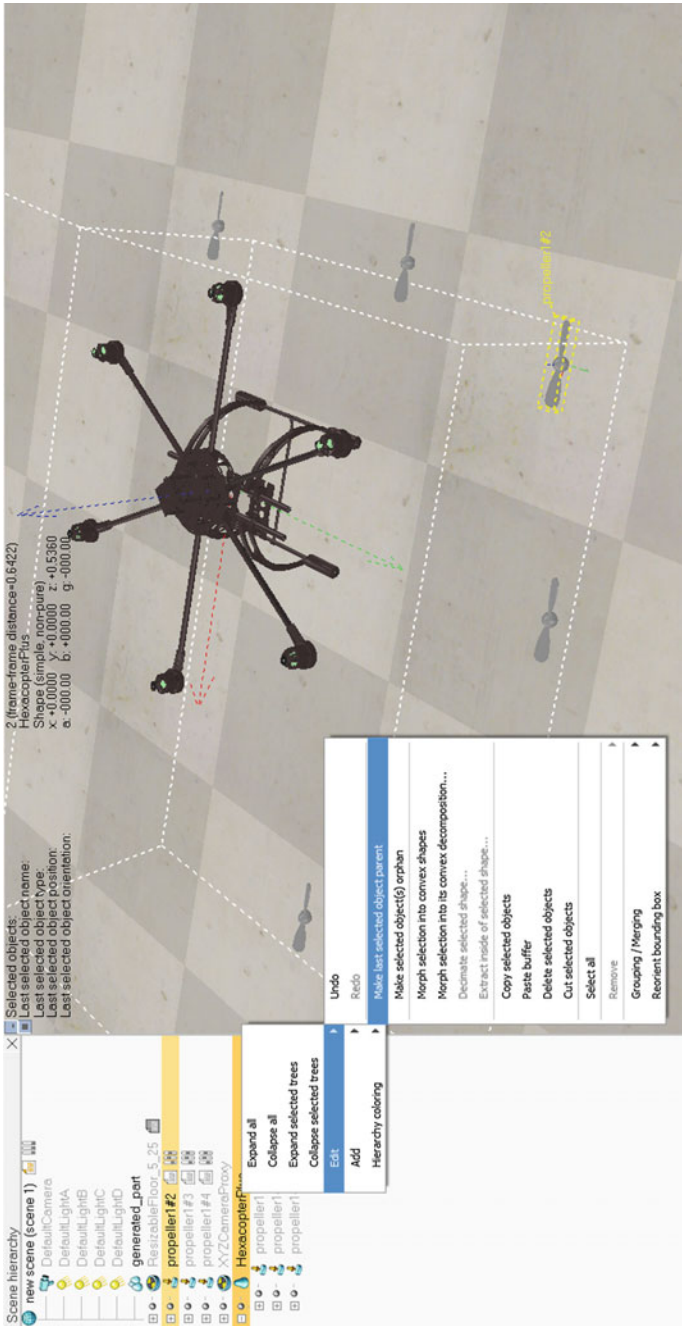 Scene hierarchy
new scene (scene 1)
DefaultCamera
DefaultLightA
DefaultLightB
DefaultLightC
DefaultLightD
generated_part
ResizableFloor_5_25
propeller1#2
propeller1#3
propeller1#4
XYZCameraProxy
HexacopterPlus
propeller1
propeller1
propeller1
Expand all
Collapse all
Expand selected trees
Collapse selected trees
Edit
Add
Hierarchy coloring
Undo
Redo
Make last selected object parent
Make selected object(s) orphan
Morph selection into convex shapes
Morph selection into its convex decomposition...
Decimate selected shape...
Extract inside of selected shape...
Copy selected objects
Paste buffer
Delete selected objects
Cut selected objects
Select all
Remove
Grouping / Merging
Reorient bounding box
Selected objects: 2 (frame-frame distance=0.6422)
Last selected object name: HexacopterPlus
Last selected object type: Shape (simple, non-pure)
Last selected object position: x: +0.0000 y: +0.0000 z: +0.5360
Last selected object orientation: a: -000.00 b: +000.00 g: -000.00
propeller1#2